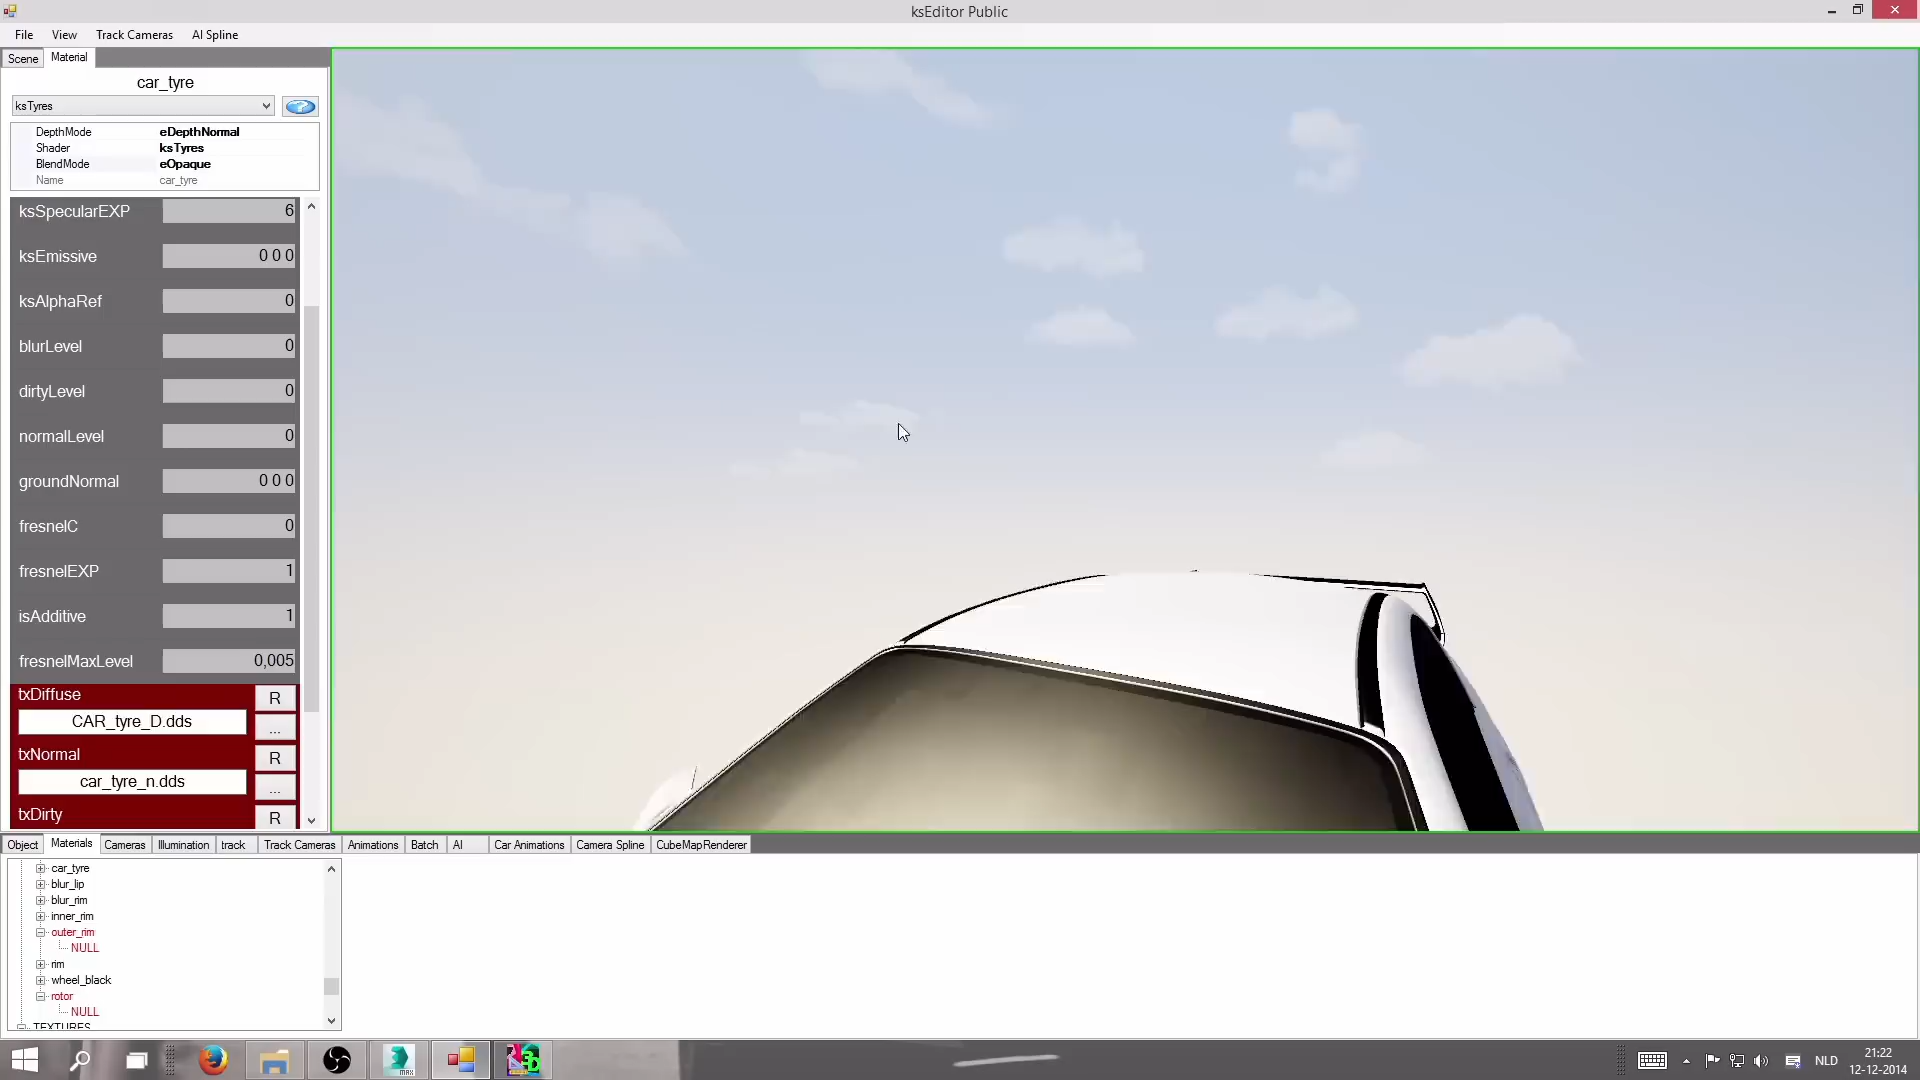 ksEditor Public
File View Track Cameras AI Spline
Scene Material
car_tyre
ksTyres
DepthMode eDepthNormal
Shader ksTyres
BlendMode eOpaque
Name car_tyre
ksSpecularEXP 6
ksEmissive 0 0 0
ksAlphaRef 0
blurLevel 0
dirtyLevel 0
normalLevel 0
groundNormal 0 0 0
fresnelC 0
fresnelEXP 1
isAdditive 1
fresnelMaxLevel 0,005
txDiffuse R
CAR_tyre_D.dds ...
txNormal R
car_tyre_n.dds ...
txDirty R
Object Materials Cameras Illumination track Track Cameras Animations Batch AI Car Animations Camera Spline CubeMapRenderer
car_tyre
blur_lip
blur_rim
inner_rim
outer_rim
NULL
rim
wheel_black
rotor
NULL
TEXTURES
MAX
3D
NLD
21:22
12-12-2014